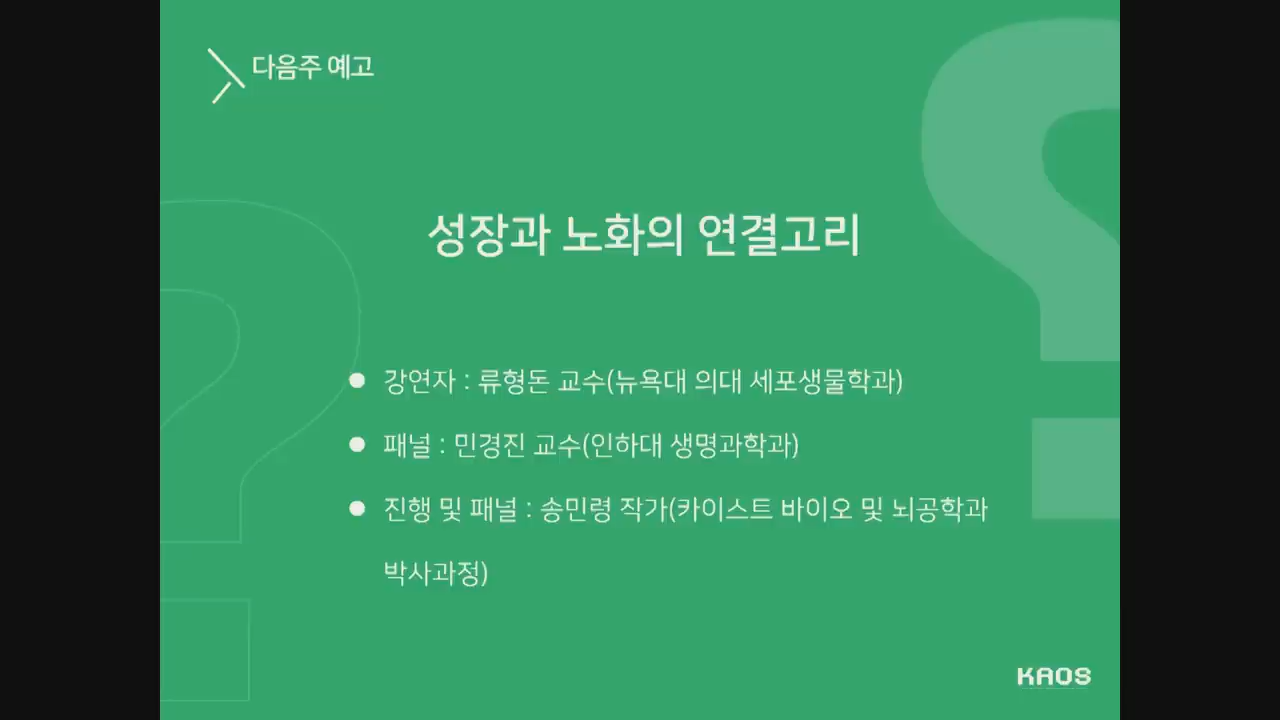 다음주 예고
성장과 노화의 연결고리
● 강연자 : 류형돈 교수(뉴욕대 의대 세포생물학과)
● 패널 : 민경진 교수(인하대 생명과학과)
● 진행 및 패널 : 송민령 작가(카이스트 바이오 및 뇌공학과
박사과정)
KAOS